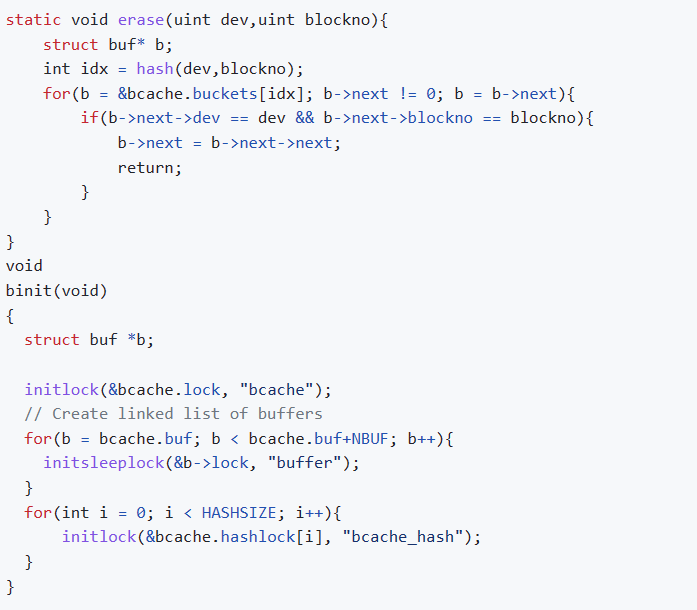 static void erase(uint dev,uint blockno){
    struct buf* b;
    int idx = hash(dev,blockno);
    for(b = &bcache.buckets[idx]; b->next != 0; b = b->next){
        if(b->next->dev == dev && b->next->blockno == blockno){
            b->next = b->next->next;
            return;
        }
    }
}
void
binit(void)
{
  struct buf *b;

  initlock(&bcache.lock, "bcache");
  // Create linked list of buffers
  for(b = bcache.buf; b < bcache.buf+NBUF; b++){
    initsleeplock(&b->lock, "buffer");
  }
  for(int i = 0; i < HASHSIZE; i++){
      initlock(&bcache.hashlock[i], "bcache_hash");
  }
}